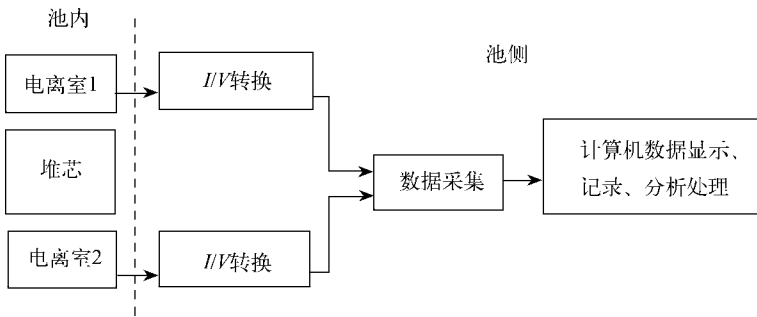 池内
池侧
电离室1
I/V转换
堆芯
数据采集
计算机数据显示、
记录、分析处理
电离室2
I/V转换